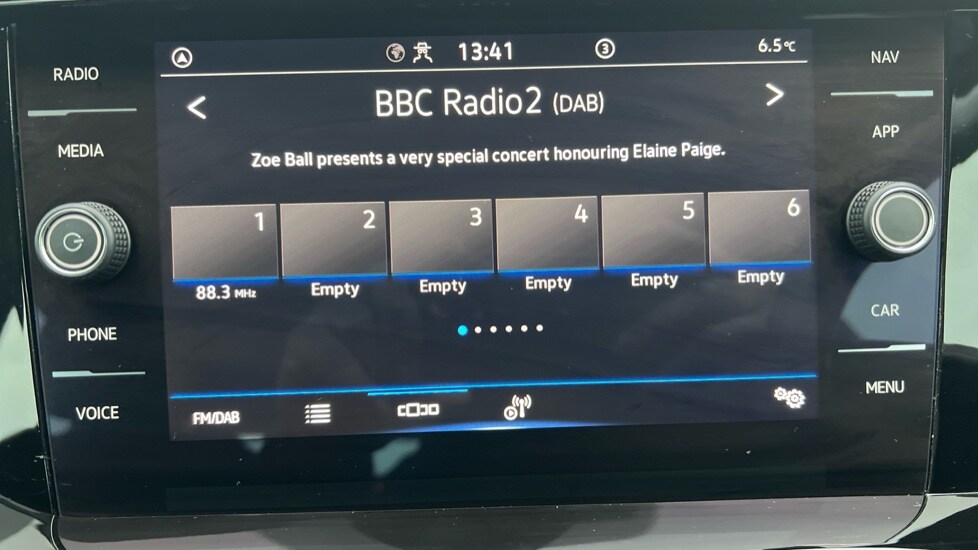 RADIO
MEDIA
PHONE
VOICE
13:41
3
6.5°C
BBC Radio2 (DAB)
Zoe Ball presents a very special concert honouring Elaine Paige.
1 2 3 4 5 6
88.3 MHz Empty Empty Empty Empty Empty
FM/DAB
NAV
APP
CAR
MENU